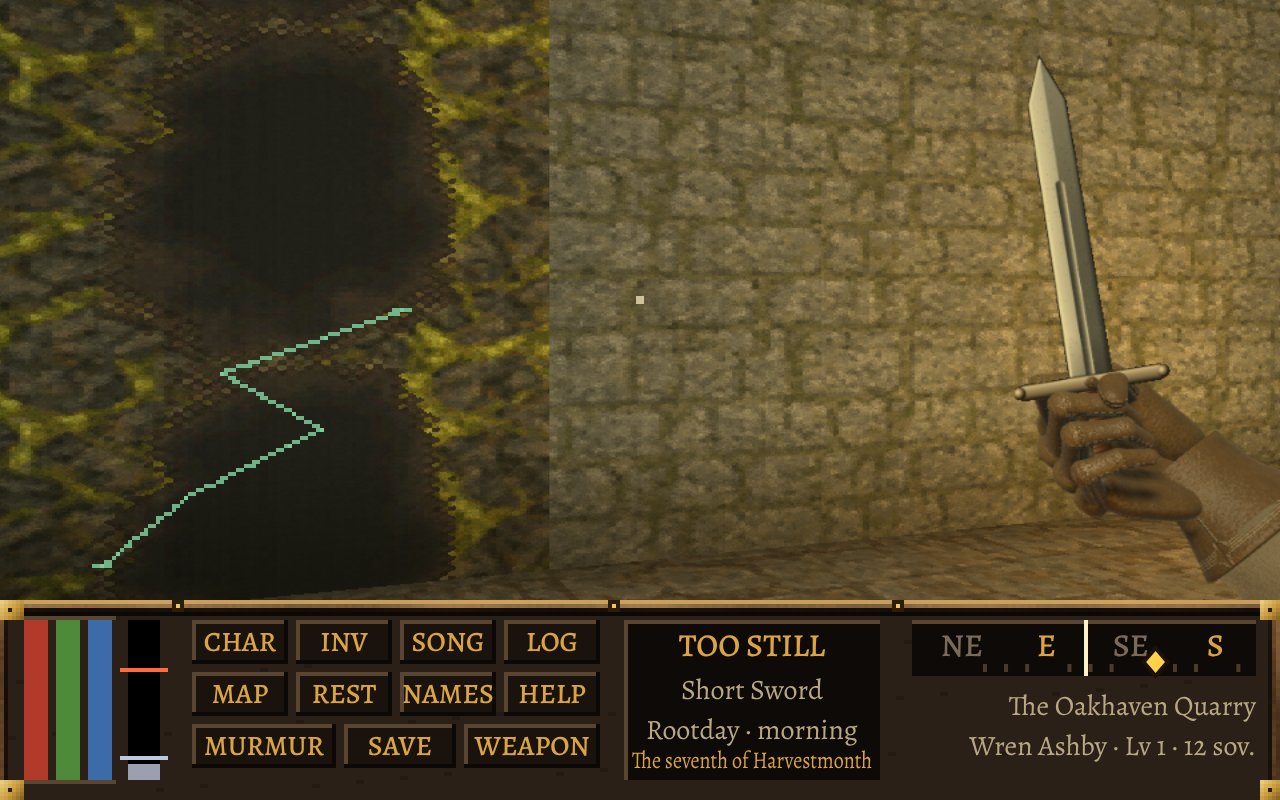 CHAR INV SONG LOG
MAP REST NAMES HELP
MURMUR SAVE WEAPON
TOO STILL
Short Sword
Rootday · morning
The seventh of Harvestmonth
NE E SE S
The Oakhaven Quarry
Wren Ashby · Lv 1 · 12 sov.